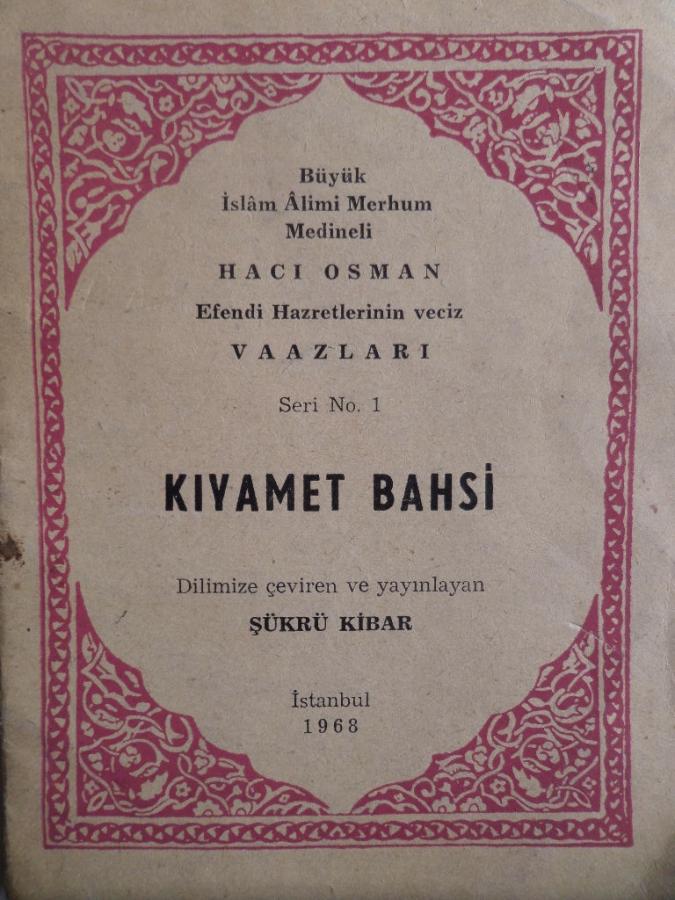 Büyük
İslâm Âlimi Merhum
Medineli
HACI OSMAN
Efendi Hazretlerinin veciz
VAAZLARI
Seri No. 1
KIYAMET BAHSİ
Dilimize çeviren ve yayınlayan
ŞÜKRÜ KİBAR
İstanbul
1968